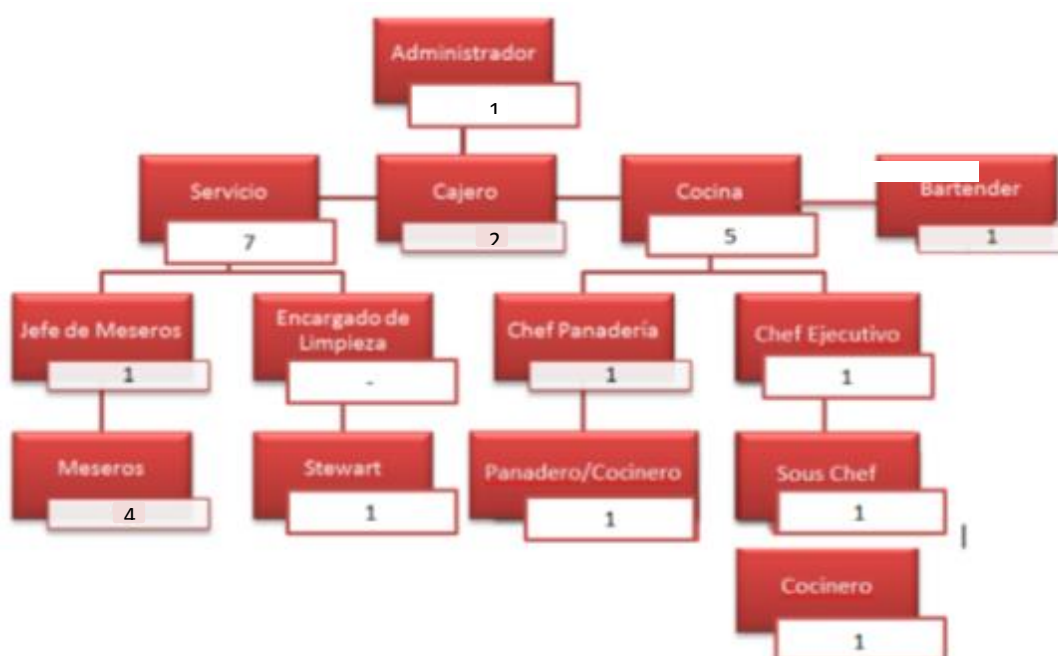 Administrador
1
Servicio
7
Cajero
2
Cocina
5
Bartender
1
Jefe de Meseros
1
Encargado de
Limpieza
-
Chef Panadería
1
Chef Ejecutivo
1
Meseros
4
Stewart
1
Panadero/Cocinero
1
Sous Chef
1
Cocinero
1